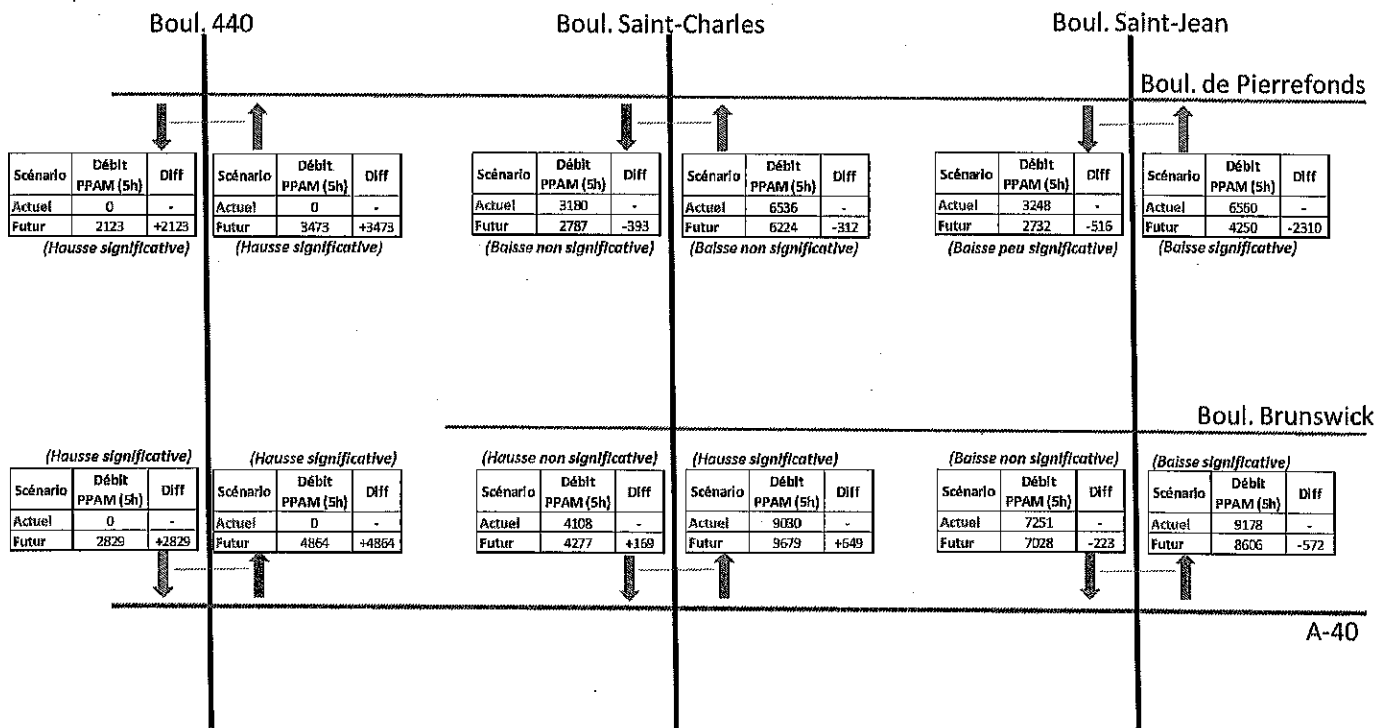 Boul. 440
Boul. Saint-Charles
Boul. Saint-Jean
Boul. de Pierrefonds
Scénario Débit PPAM (5h) Diff
Actuel 0 -
Futur 2123 +2123
(Hausse significative)
Scénario Débit PPAM (5h) Diff
Actuel 0 -
Futur 3473 +3473
(Hausse significative)
Scénario Débit PPAM (5h) Diff
Actuel 3180 -
Futur 2787 -393
(Baisse non significative)
Scénario Débit PPAM (5h) Diff
Actuel 6536 -
Futur 6224 -312
(Baisse non significative)
Scénario Débit PPAM (5h) Diff
Actuel 3248 -
Futur 2732 -516
(Baisse peu significative)
Scénario Débit PPAM (5h) Diff
Actuel 6560 -
Futur 4250 -2310
(Baisse significative)
Boul. Brunswick
(Hausse significative)
Scénario Débit PPAM (5h) Diff
Actuel 0 -
Futur 2829 +2829
(Hausse significative)
Scénario Débit PPAM (5h) Diff
Actuel 0 -
Futur 4864 +4864
(Hausse non significative)
Scénario Débit PPAM (5h) Diff
Actuel 4108 -
Futur 4277 +169
(Hausse significative)
Scénario Débit PPAM (5h) Diff
Actuel 9030 -
Futur 9679 +649
(Baisse non significative)
Scénario Débit PPAM (5h) Diff
Actuel 7251 -
Futur 7028 -223
(Baisse significative)
Scénario Débit PPAM (5h) Diff
Actuel 9178 -
Futur 8606 -572
A-40